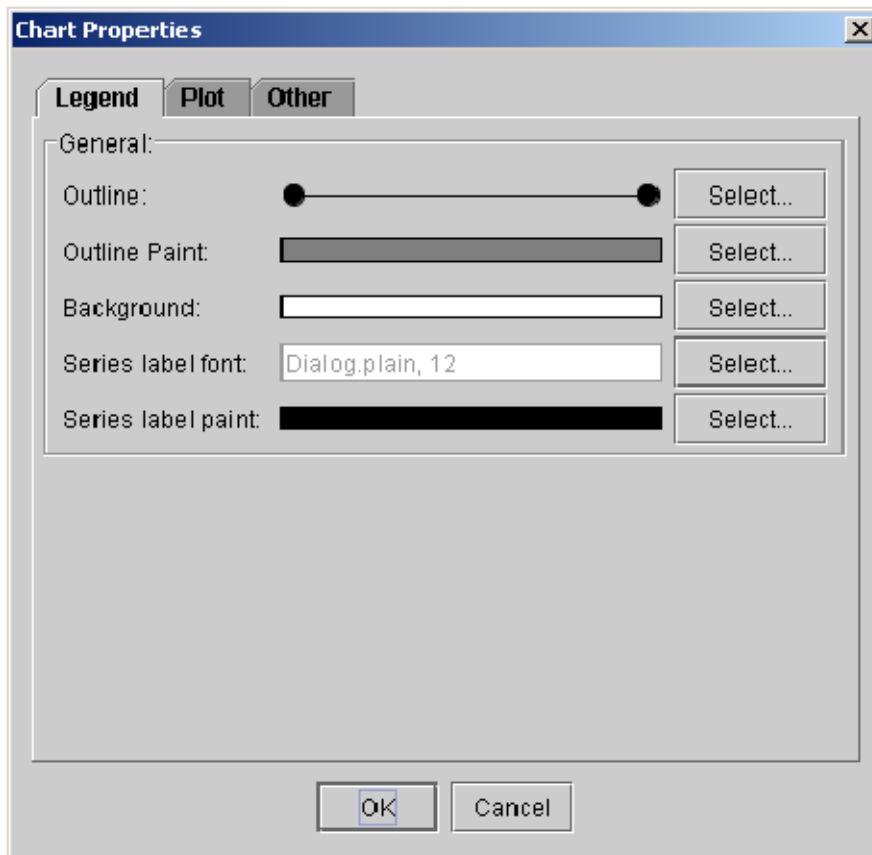 Chart Properties
Legend Plot Other
General:
Outline: Select...
Outline Paint: Select...
Background: Select...
Series label font: Dialog.plain, 12 Select...
Series label paint: Select...
OK Cancel